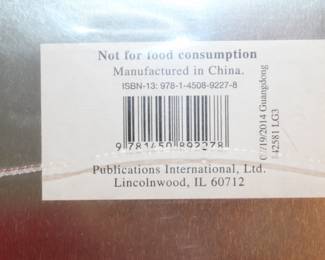 Not for food consumption
Manufactured in China.
ISBN-13: 978-1-4508-9227-8
9 781450 892278
Publications International, Ltd.
Lincolnwood, IL 60712
/19/2014 Guangdong
42581 LG3